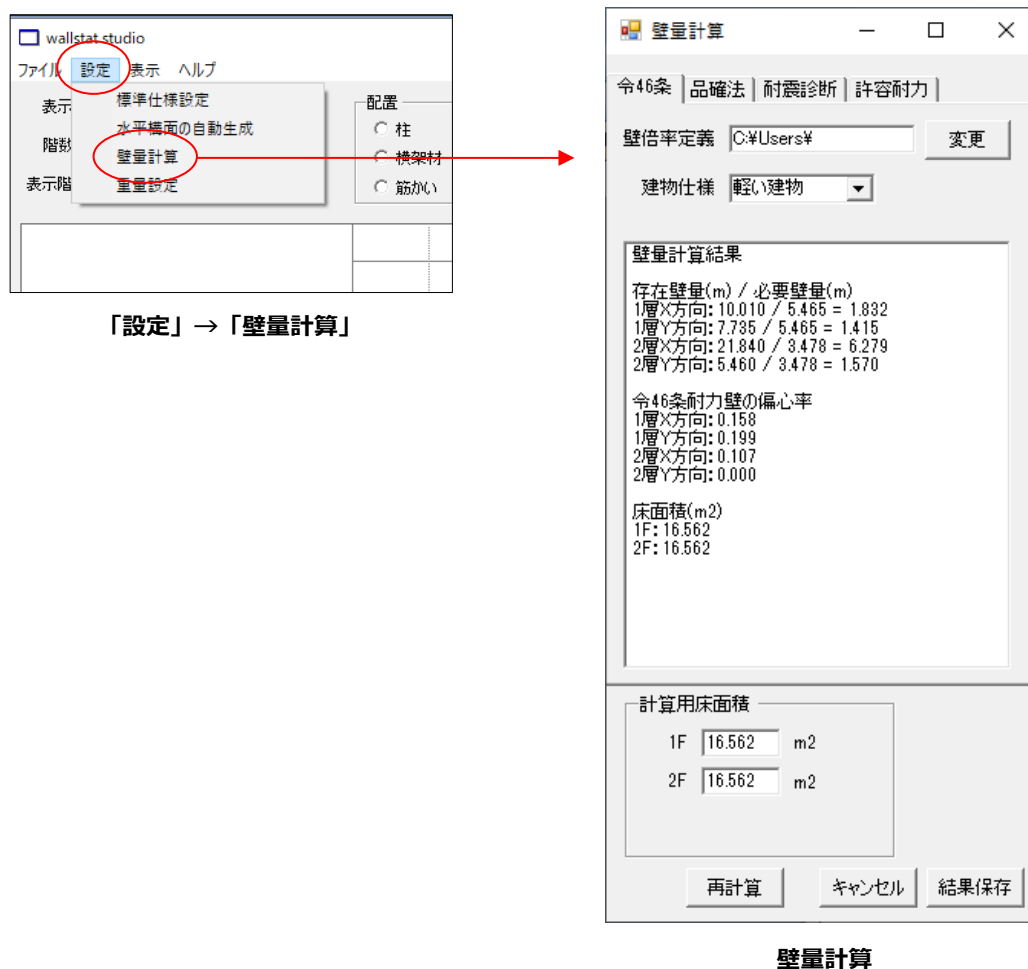 wallstat studio
ファイル 設定 表示 ヘルプ
標準仕様設定
水平構面の自動生成
壁量計算
重量設定
表示
階数
表示階
配置
柱
横架材
筋かい
「設定」→「壁量計算」
壁量計算
令46条 品確法 耐震診断 許容耐力
壁倍率定義 C:¥Users¥ 変更
建物仕様 軽い建物
壁量計算結果
存在壁量(m) / 必要壁量(m)
1層X方向: 10.010 / 5.465 = 1.832
1層Y方向: 7.735 / 5.465 = 1.415
2層X方向: 21.840 / 3.478 = 6.279
2層Y方向: 5.460 / 3.478 = 1.570
令46条耐力壁の偏心率
1層X方向: 0.158
1層Y方向: 0.199
2層X方向: 0.107
2層Y方向: 0.000
床面積(m2)
1F: 16.562
2F: 16.562
計算用床面積
1F 16.562 m2
2F 16.562 m2
再計算 キャンセル 結果保存
壁量計算